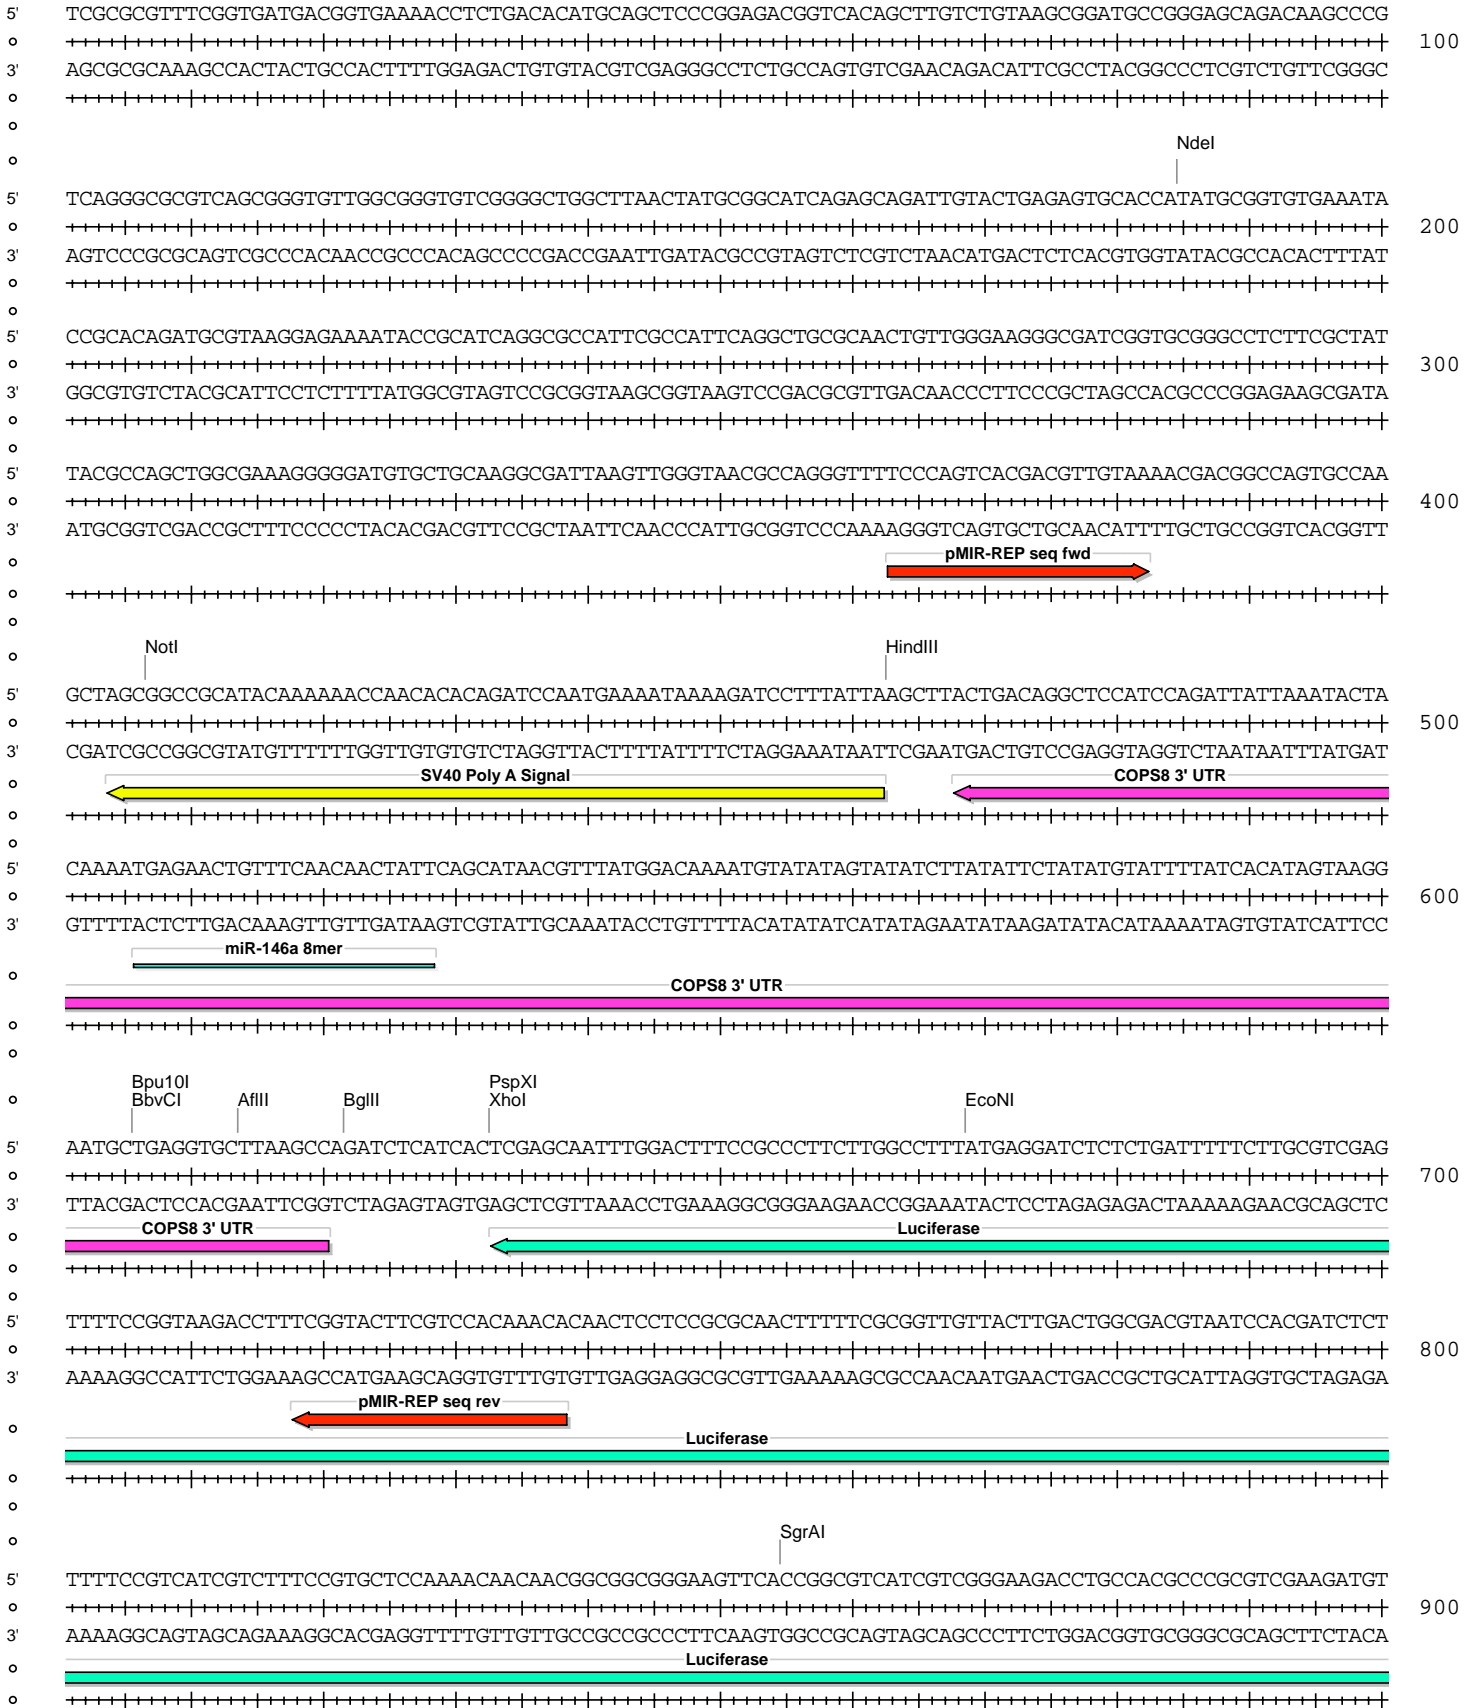 5' TCGCGCGTTTCGGTGATGACGGTGAAAACCTCTGACACATGCAGCTCCCGGAGACGGTCACAGCTTGTCTGTAAGCGGATGCCGGGAGCAGACAAGCCCG
100
3' AGCGCGCAAAGCCACTACTGCCACTTTTGGAGACTGTGTACGTCGAGGGCCTCTGCCAGTGTCGAACAGACATTCGCCTACGGCCCTCGTCTGTTCGGGC
NdeI
5' TCAGGGCGCGTCAGCGGGTGTTGGCGGGTGTCGGGGCTGGCTTAACTATGCGGCATCAGAGCAGATTGTACTGAGAGTGCACCATATGCGGTGTGAAATA
200
3' AGTCCCGCGCAGTCGCCCACAACCGCCCACAGCCCCGACCGAATTGATACGCCGTAGTCTCGTCTAACATGACTCTCACGTGGTATACGCCACACTTTAT
5' CCGCACAGATGCGTAAGGAGAAAATACCGCATCAGGCGCCATTCGCCATTCAGGCTGCGCAACTGTTGGGAAGGGCGATCGGTGCGGGCCTCTTCGCTAT
300
3' GGCGTGTCTACGCATTCCTCTTTTATGGCGTAGTCCGCGGTAAGCGGTAAGTCCGACGCGTTGACAACCCTTCCCGCTAGCCACGCCCGGAGAAGCGATA
5' TACGCCAGCTGGCGAAAGGGGGATGTGCTGCAAGGCGATTAAGTTGGGTAACGCCAGGGTTTTCCCAGTCACGACGTTGTAAAACGACGGCCAGTGCCAA
400
3' ATGCGGTCGACCGCTTTCCCCCTACACGACGTTCCGCTAATTCAACCCATTGCGGTCCCAAAAGGGTCAGTGCTGCAACATTTTGCTGCCGGTCACGGTT
pMIR-REP seq fwd
NotI HindIII
5' GCTAGCGGCCGCATACAAAAAACCAACACACAGATCCAATGAAAATAAAAGATCCTTTATTAAGCTTACTGACAGGCTCCATCCAGATTATTAAATACTA
500
3' CGATCGCCGGCGTATGTTTTTTGGTTGTGTGTCTAGGTTACTTTTATTTTCTAGGAAATAATTCGAATGACTGTCCGAGGTAGGTCTAATAATTTATGAT
SV40 Poly A Signal COPS8 3' UTR
5' CAAAATGAGAACTGTTTCAACAACTATTCAGCATAACGTTTATGGACAAAATGTATATAGTATATCTTATATTCTATATGTATTTTATCACATAGTAAGG
600
3' GTTTTACTCTTGACAAAGTTGTTGATAAGTCGTATTGCAAATACCTGTTTTACATATATCATATAGAATATAAGATATACATAAAATAGTGTATCATTCC
miR-146a 8mer
COPS8 3' UTR
Bpu10I PspXI
BbvCI AflII BglII XhoI EcoNI
5' AATGCTGAGGTGCTTAAGCCAGATCTCATCACTCGAGCAATTTGGACTTTCCGCCCTTCTTGGCCTTTATGAGGATCTCTCTGATTTTTCTTGCGTCGAG
700
3' TTACGACTCCACGAATTCGGTCTAGAGTAGTGAGCTCGTTAAACCTGAAAGGCGGGAAGAACCGGAAATACTCCTAGAGAGACTAAAAAGAACGCAGCTC
COPS8 3' UTR Luciferase
5' TTTTCCGGTAAGACCTTTCGGTACTTCGTCCACAAACACAACTCCTCCGCGCAACTTTTTCGCGGTTGTTACTTGACTGGCGACGTAATCCACGATCTCT
800
3' AAAAGGCCATTCTGGAAAGCCATGAAGCAGGTGTTTGTGTTGAGGAGGCGCGTTGAAAAAGCGCCAACAATGAACTGACCGCTGCATTAGGTGCTAGAGA
pMIR-REP seq rev
Luciferase
SgrAI
5' TTTTCCGTCATCGTCTTTCCGTGCTCCAAAACAACAACGGCGGCGGGAAGTTCACCGGCGTCATCGTCGGGAAGACCTGCCACGCCCGCGTCGAAGATGT
900
3' AAAAGGCAGTAGCAGAAAGGCACGAGGTTTTGTTGTTGCCGCCGCCCTTCAAGTGGCCGCAGTAGCAGCCCTTCTGGACGGTGCGGGCGCAGCTTCTACA
Luciferase